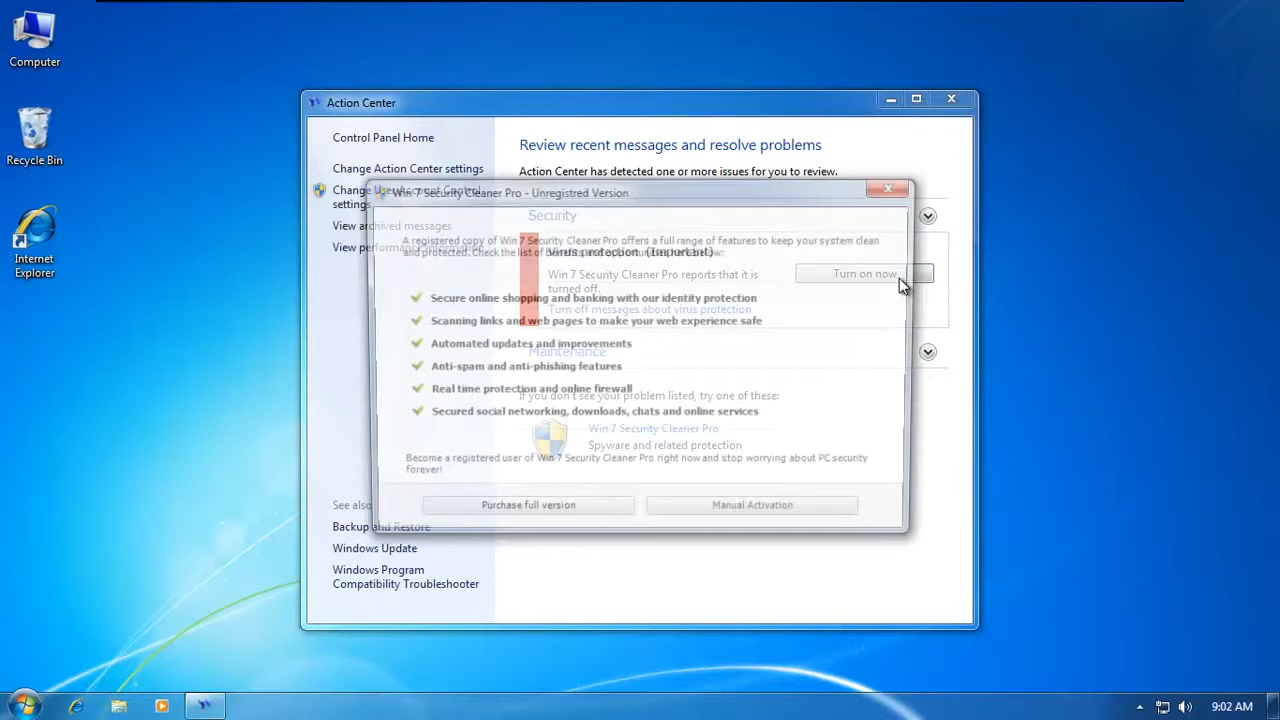 Computer
Recycle Bin
Internet
Explorer
Action Center
Control Panel Home
Change Action Center settings
Change User Account Control
settings
View archived messages
View performance information
See also
Backup and Restore
Windows Update
Windows Program
Compatibility Troubleshooter
Review recent messages and resolve problems
Action Center has detected one or more issues for you to review.
Security
Virus protection (Important)
Win 7 Security Cleaner Pro reports that it is
turned off.
Turn on now
Turn off messages about virus protection
Maintenance
If you don't see your problem listed, try one of these:
Win 7 Security Cleaner Pro
Spyware and related protection
Win 7 Security Cleaner Pro - Unregistred Version
A registered copy of Win 7 Security Cleaner Pro offers a full range of features to keep your system clean
and protected. Check the list of benefits and opportunities here below:
Secure online shopping and banking with our identity protection
Scanning links and web pages to make your web experience safe
Automated updates and improvements
Anti-spam and anti-phishing features
Real time protection and online firewall
Secured social networking, downloads, chats and online services
Become a registered user of Win 7 Security Cleaner Pro right now and stop worrying about PC security
forever!
Purchase full version
Manual Activation
9:02 AM